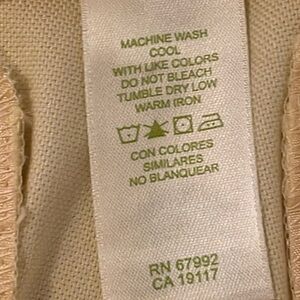 MACHINE WASH
COOL
WITH LIKE COLORS
DO NOT BLEACH
TUMBLE DRY LOW
WARM IRON
CON COLORES
SIMILARES
NO BLANQUEAR
RN 67992
CA 19117